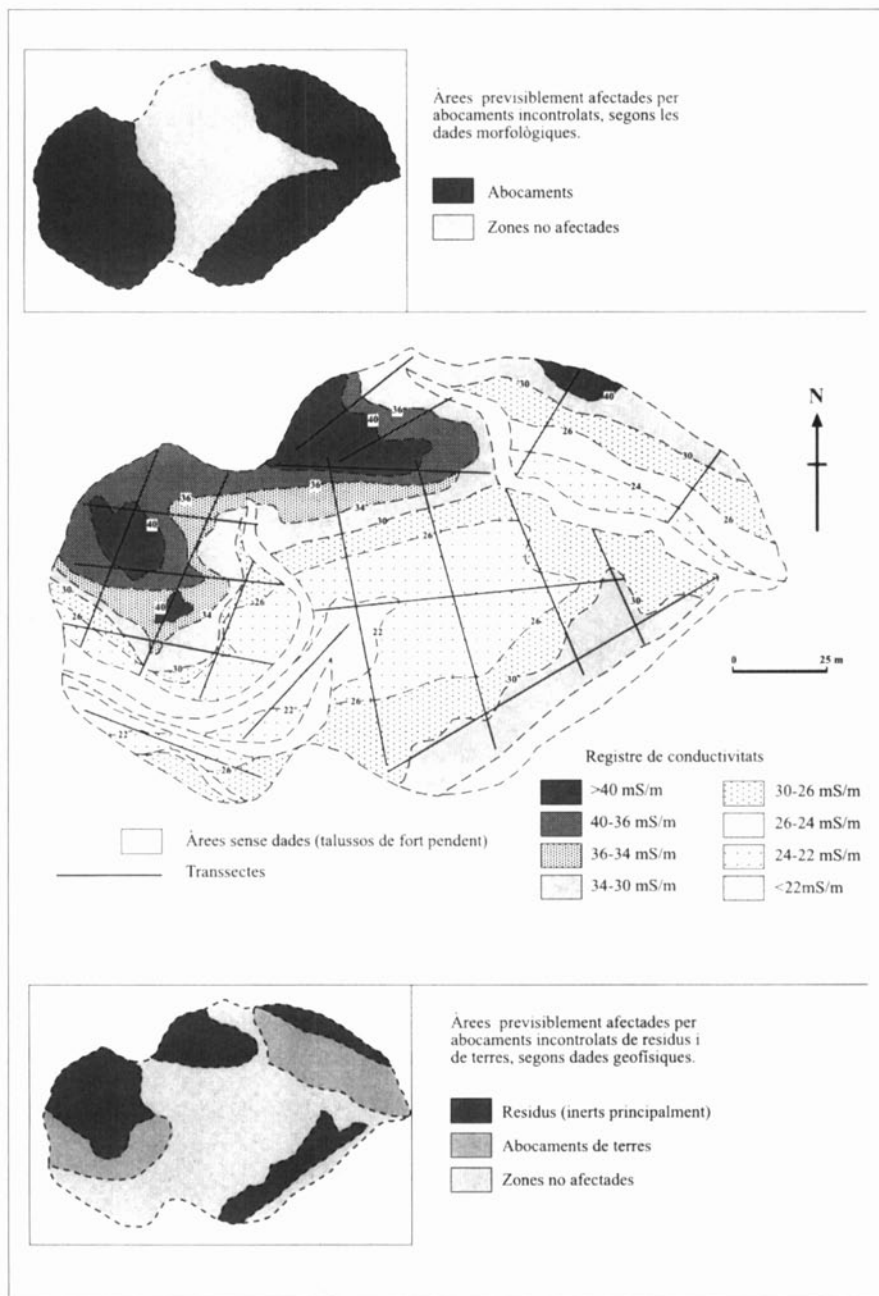 Àrees previsiblement afectades per
abocaments incontrolats, segons les
dades morfològiques.
Abocaments
Zones no afectades
N
30
40
36
40
26
30
36
24
36
34
40
30
26
26
30
34
40
26
26
22
26
30
30
30
22
26
22
26
0 25 m
Registre de conductivitats
>40 mS/m
30-26 mS/m
40-36 mS/m
26-24 mS/m
36-34 mS/m
24-22 mS/m
34-30 mS/m
<22mS/m
Àrees sense dades (talussos de fort pendent)
Transsectes
Àrees previsiblement afectades per
abocaments incontrolats de residus i
de terres, segons dades geofísiques.
Residus (inerts principalment)
Abocaments de terres
Zones no afectades